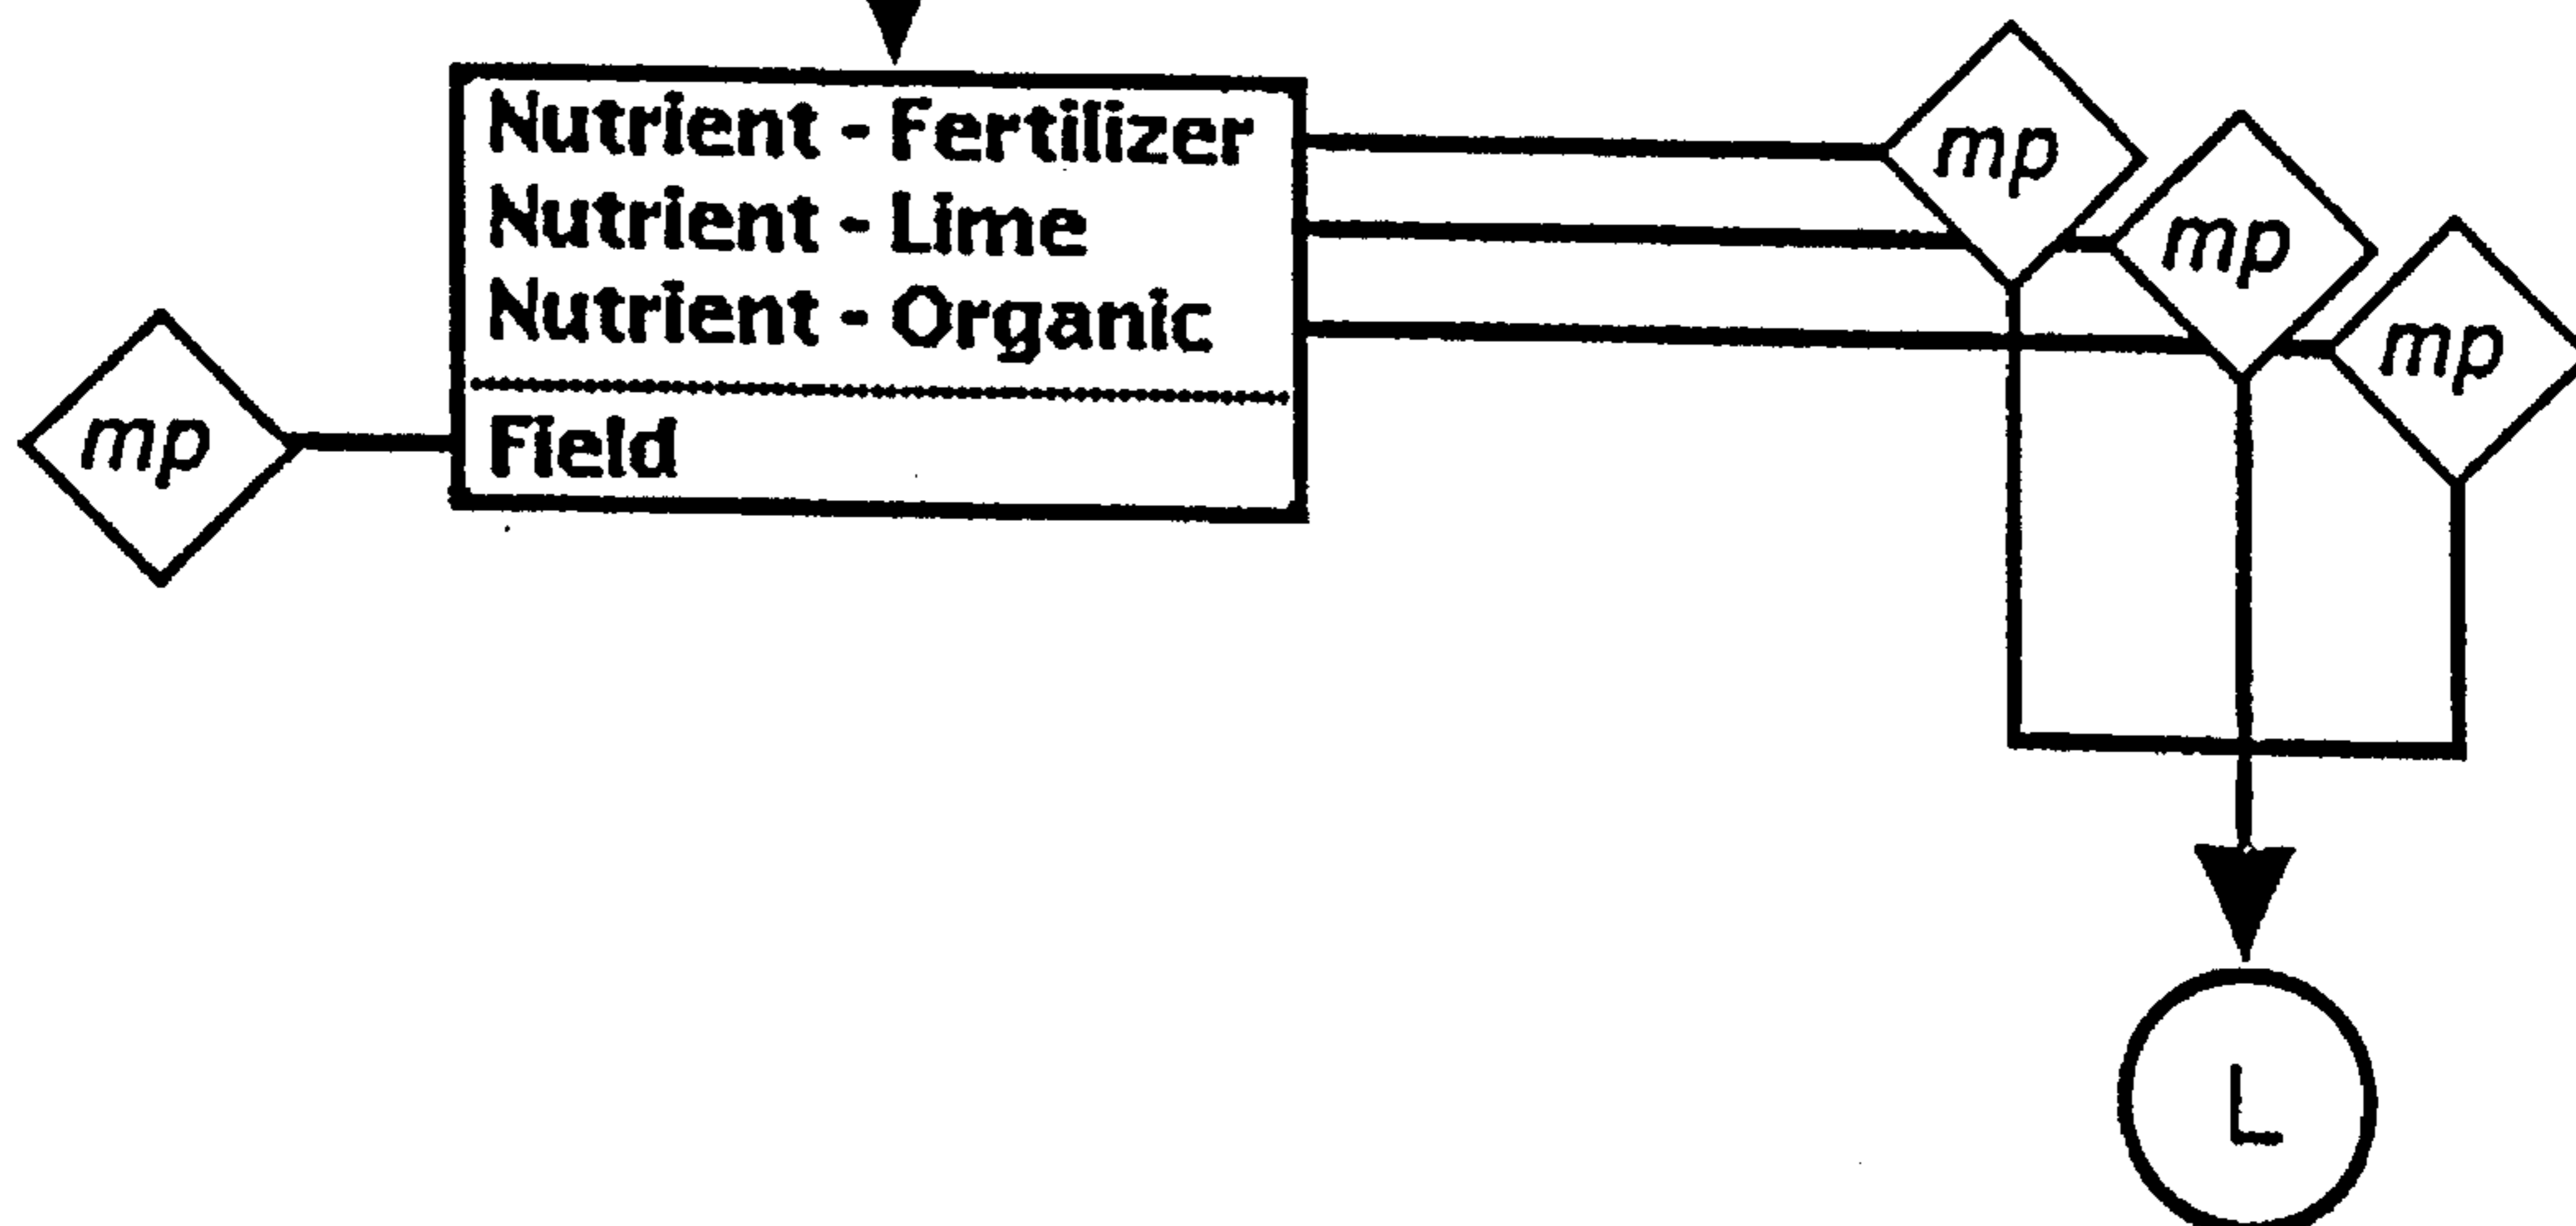 Nutrient - Fertilizer
Nutrient - Lime
Nutrient - Organic
Field
mp
mp
mp
mp
L